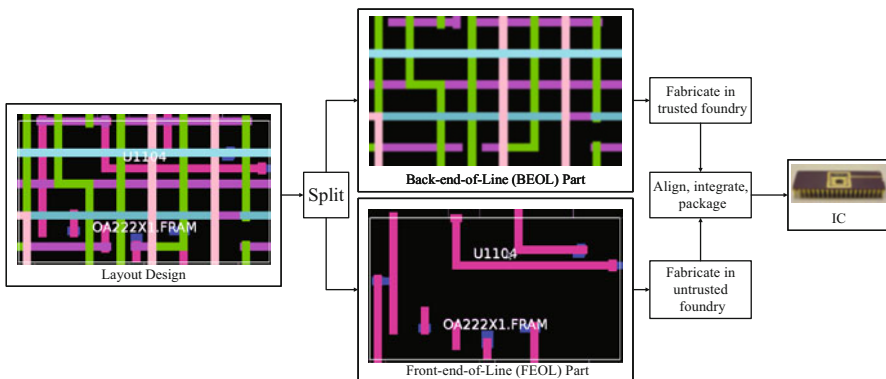 U1104
OA222X1.FRAM
Layout Design
Split
Back-end-of-Line (BEOL) Part
U1104
OA222X1.FRAM
Front-end-of-Line (FEOL) Part
Fabricate in
trusted foundry
Align, integrate,
package
Fabricate in
untrusted
foundry
IC